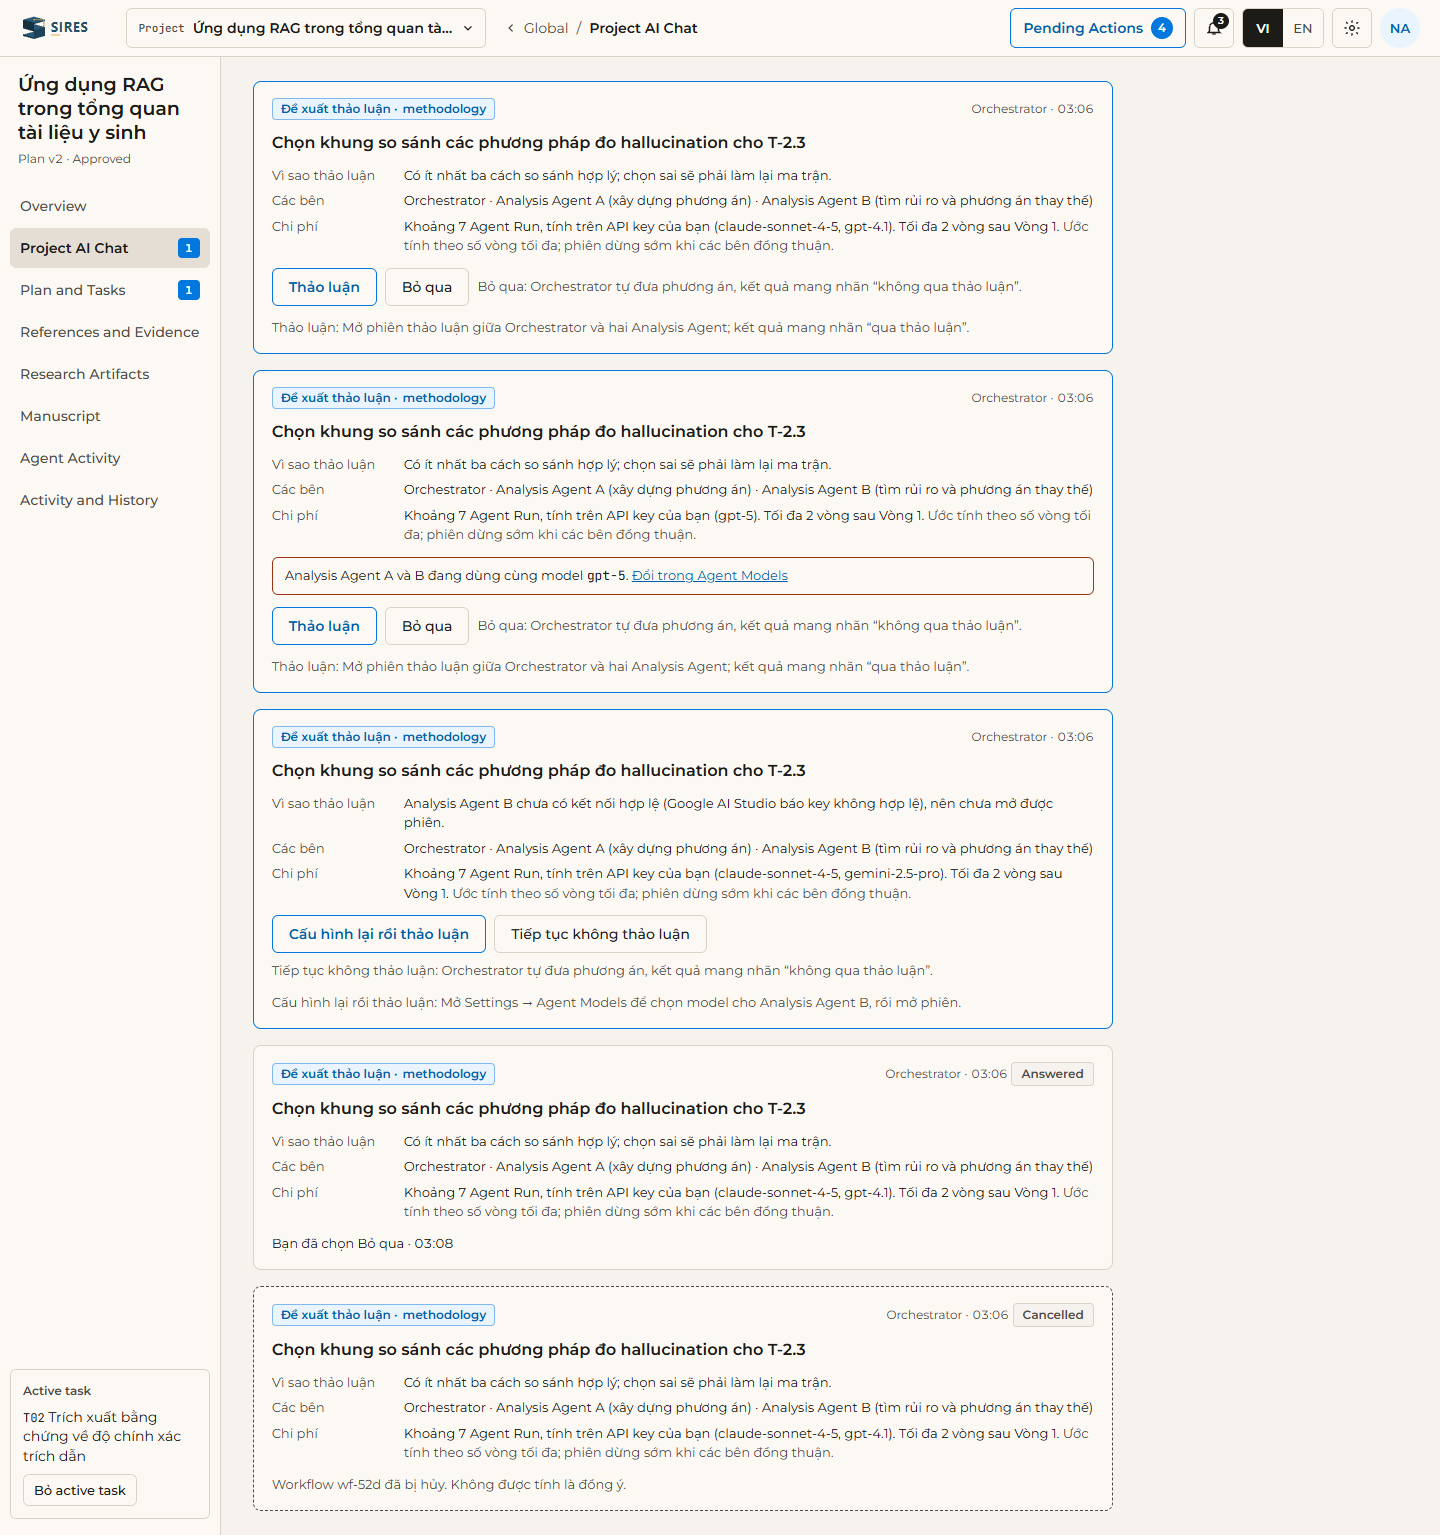 SIRES
Project Ứng dụng RAG trong tổng quan tà...
Global / Project AI Chat
Pending Actions 4
3
VI EN
NA
Ứng dụng RAG
trong tổng quan
tài liệu y sinh
Plan v2 · Approved
Overview
Project AI Chat 1
Plan and Tasks 1
References and Evidence
Research Artifacts
Manuscript
Agent Activity
Activity and History
Active task
T02 Trích xuất bằng
chứng về độ chính xác
trích dẫn
Bỏ active task
Đề xuất thảo luận · methodology
Orchestrator · 03:06
Chọn khung so sánh các phương pháp đo hallucination cho T-2.3
Vì sao thảo luận Có ít nhất ba cách so sánh hợp lý; chọn sai sẽ phải làm lại ma trận.
Các bên Orchestrator · Analysis Agent A (xây dựng phương án) · Analysis Agent B (tìm rủi ro và phương án thay thế)
Chi phí Khoảng 7 Agent Run, tính trên API key của bạn (claude-sonnet-4-5, gpt-4.1). Tối đa 2 vòng sau Vòng 1. Ước
tính theo số vòng tối đa; phiên dừng sớm khi các bên đồng thuận.
Thảo luận Bỏ qua Bỏ qua: Orchestrator tự đưa phương án, kết quả mang nhãn “không qua thảo luận”.
Thảo luận: Mở phiên thảo luận giữa Orchestrator và hai Analysis Agent; kết quả mang nhãn “qua thảo luận”.
Đề xuất thảo luận · methodology
Orchestrator · 03:06
Chọn khung so sánh các phương pháp đo hallucination cho T-2.3
Vì sao thảo luận Có ít nhất ba cách so sánh hợp lý; chọn sai sẽ phải làm lại ma trận.
Các bên Orchestrator · Analysis Agent A (xây dựng phương án) · Analysis Agent B (tìm rủi ro và phương án thay thế)
Chi phí Khoảng 7 Agent Run, tính trên API key của bạn (gpt-5). Tối đa 2 vòng sau Vòng 1. Ước tính theo số vòng tối
đa; phiên dừng sớm khi các bên đồng thuận.
Analysis Agent A và B đang dùng cùng model gpt-5. Đổi trong Agent Models
Thảo luận Bỏ qua Bỏ qua: Orchestrator tự đưa phương án, kết quả mang nhãn “không qua thảo luận”.
Thảo luận: Mở phiên thảo luận giữa Orchestrator và hai Analysis Agent; kết quả mang nhãn “qua thảo luận”.
Đề xuất thảo luận · methodology
Orchestrator · 03:06
Chọn khung so sánh các phương pháp đo hallucination cho T-2.3
Vì sao thảo luận Analysis Agent B chưa có kết nối hợp lệ (Google AI Studio báo key không hợp lệ), nên chưa mở được
phiên.
Các bên Orchestrator · Analysis Agent A (xây dựng phương án) · Analysis Agent B (tìm rủi ro và phương án thay thế)
Chi phí Khoảng 7 Agent Run, tính trên API key của bạn (claude-sonnet-4-5, gemini-2.5-pro). Tối đa 2 vòng sau
Vòng 1. Ước tính theo số vòng tối đa; phiên dừng sớm khi các bên đồng thuận.
Cấu hình lại rồi thảo luận Tiếp tục không thảo luận
Tiếp tục không thảo luận: Orchestrator tự đưa phương án, kết quả mang nhãn “không qua thảo luận”.
Cấu hình lại rồi thảo luận: Mở Settings → Agent Models để chọn model cho Analysis Agent B, rồi mở phiên.
Đề xuất thảo luận · methodology
Orchestrator · 03:06 Answered
Chọn khung so sánh các phương pháp đo hallucination cho T-2.3
Vì sao thảo luận Có ít nhất ba cách so sánh hợp lý; chọn sai sẽ phải làm lại ma trận.
Các bên Orchestrator · Analysis Agent A (xây dựng phương án) · Analysis Agent B (tìm rủi ro và phương án thay thế)
Chi phí Khoảng 7 Agent Run, tính trên API key của bạn (claude-sonnet-4-5, gpt-4.1). Tối đa 2 vòng sau Vòng 1. Ước
tính theo số vòng tối đa; phiên dừng sớm khi các bên đồng thuận.
Bạn đã chọn Bỏ qua · 03:08
Đề xuất thảo luận · methodology
Orchestrator · 03:06 Cancelled
Chọn khung so sánh các phương pháp đo hallucination cho T-2.3
Vì sao thảo luận Có ít nhất ba cách so sánh hợp lý; chọn sai sẽ phải làm lại ma trận.
Các bên Orchestrator · Analysis Agent A (xây dựng phương án) · Analysis Agent B (tìm rủi ro và phương án thay thế)
Chi phí Khoảng 7 Agent Run, tính trên API key của bạn (claude-sonnet-4-5, gpt-4.1). Tối đa 2 vòng sau Vòng 1. Ước
tính theo số vòng tối đa; phiên dừng sớm khi các bên đồng thuận.
Workflow wf-52d đã bị hủy. Không được tính là đồng ý.